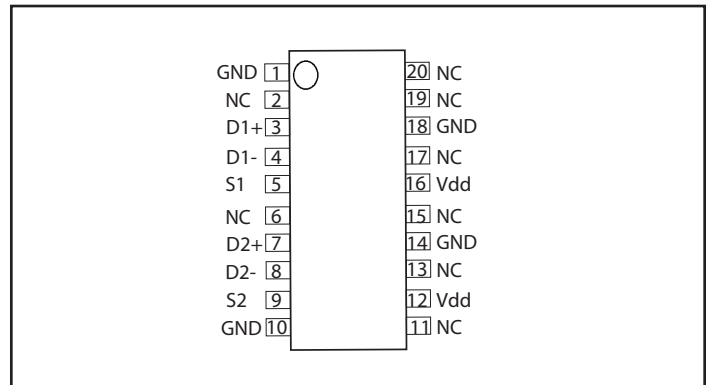 GND 1 20 NC
NC 2 19 NC
D1+ 3 18 GND
D1- 4 17 NC
S1 5 16 Vdd
NC 6 15 NC
D2+ 7 14 GND
D2- 8 13 NC
S2 9 12 Vdd
GND 10 11 NC